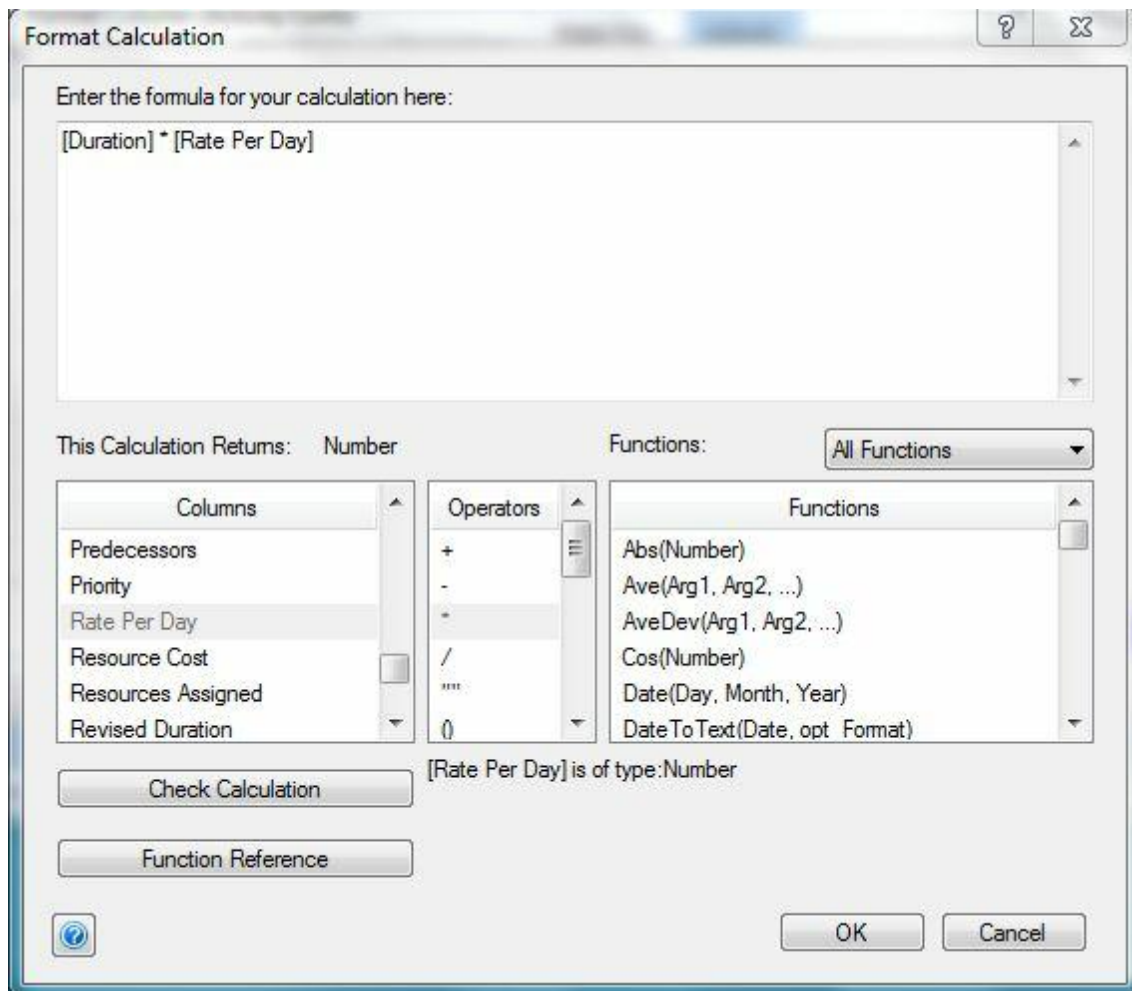 Format Calculation
Enter the formula for your calculation here:
[Duration] * [Rate Per Day]
This Calculation Returns: Number
Functions:
All Functions
Columns
Predecessors
Priority
Rate Per Day
Resource Cost
Resources Assigned
Revised Duration
Operators
+
-
*
/
""
()
Functions
Abs(Number)
Ave(Arg1, Arg2, ...)
AveDev(Arg1, Arg2, ...)
Cos(Number)
Date(Day, Month, Year)
DateToText(Date, opt_Format)
[Rate Per Day] is of type:Number
Check Calculation
Function Reference
OK
Cancel